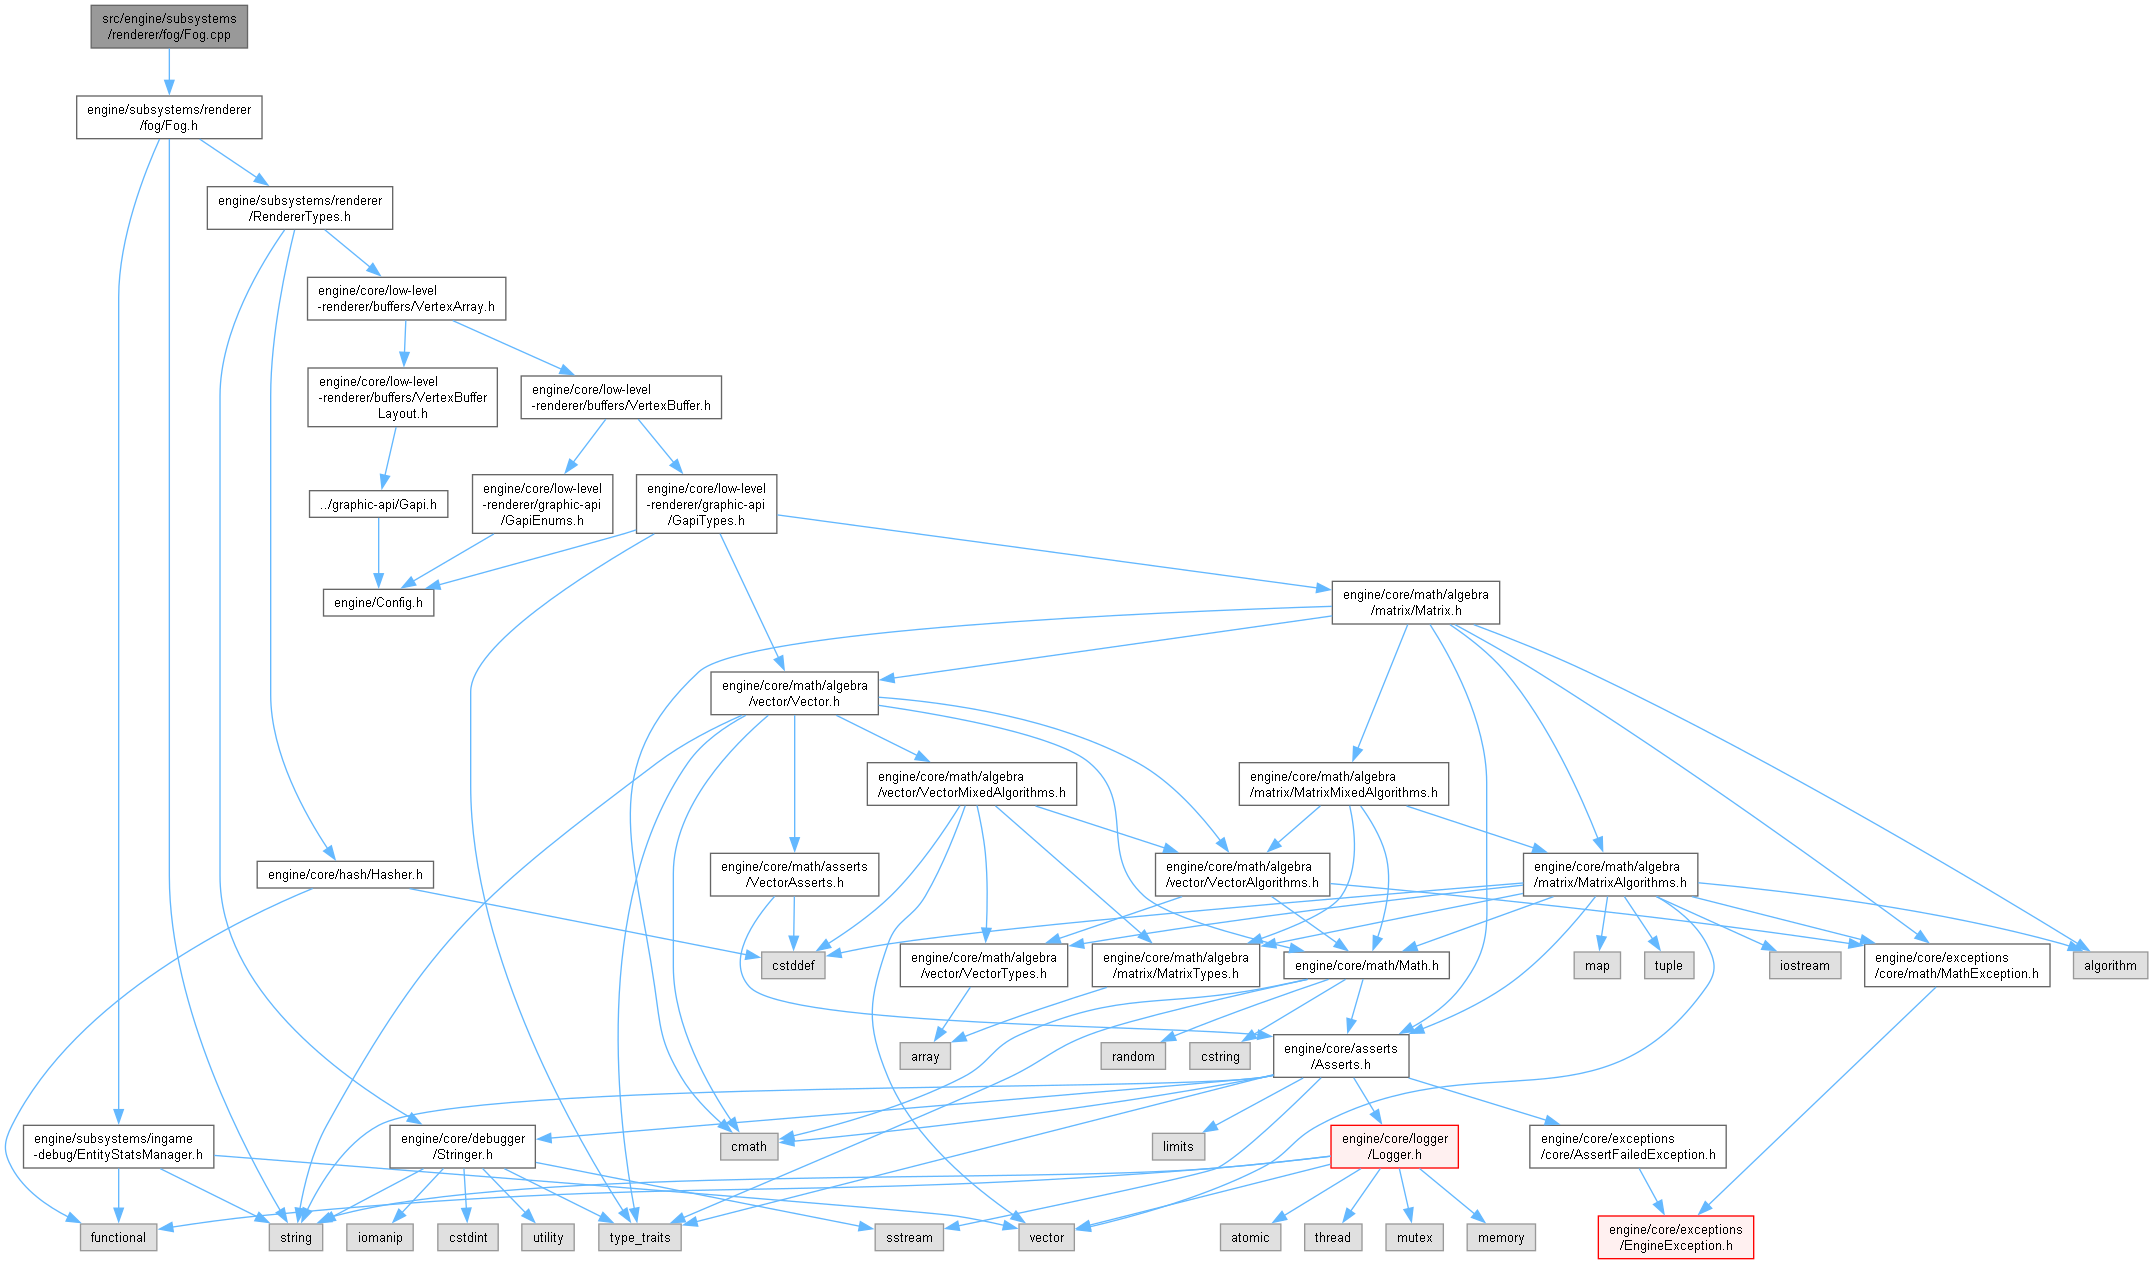 src/engine/subsystems
/renderer/fog/Fog.cpp
engine/subsystems/renderer
/fog/Fog.h
engine/subsystems/renderer
/RendererTypes.h
engine/core/low-level
-renderer/buffers/VertexArray.h
engine/core/low-level
-renderer/buffers/VertexBuffer
Layout.h
engine/core/low-level
-renderer/buffers/VertexBuffer.h
../graphic-api/Gapi.h
engine/core/low-level
-renderer/graphic-api
/GapiEnums.h
engine/core/low-level
-renderer/graphic-api
/GapiTypes.h
engine/Config.h
engine/core/math/algebra
/matrix/Matrix.h
engine/core/math/algebra
/vector/Vector.h
engine/core/math/algebra
/vector/VectorMixedAlgorithms.h
engine/core/math/algebra
/matrix/MatrixMixedAlgorithms.h
engine/core/hash/Hasher.h
engine/core/math/asserts
/VectorAsserts.h
engine/core/math/algebra
/vector/VectorAlgorithms.h
engine/core/math/algebra
/matrix/MatrixAlgorithms.h
cstddef
engine/core/math/algebra
/vector/VectorTypes.h
engine/core/math/algebra
/matrix/MatrixTypes.h
engine/core/math/Math.h
map
tuple
iostream
engine/core/exceptions
/core/math/MathException.h
algorithm
array
random
cstring
engine/core/asserts
/Asserts.h
engine/subsystems/ingame
-debug/EntityStatsManager.h
engine/core/debugger
/Stringer.h
cmath
limits
engine/core/logger
/Logger.h
engine/core/exceptions
/core/AssertFailedException.h
functional
string
iomanip
cstdint
utility
type_traits
sstream
vector
atomic
thread
mutex
memory
engine/core/exceptions
/EngineException.h